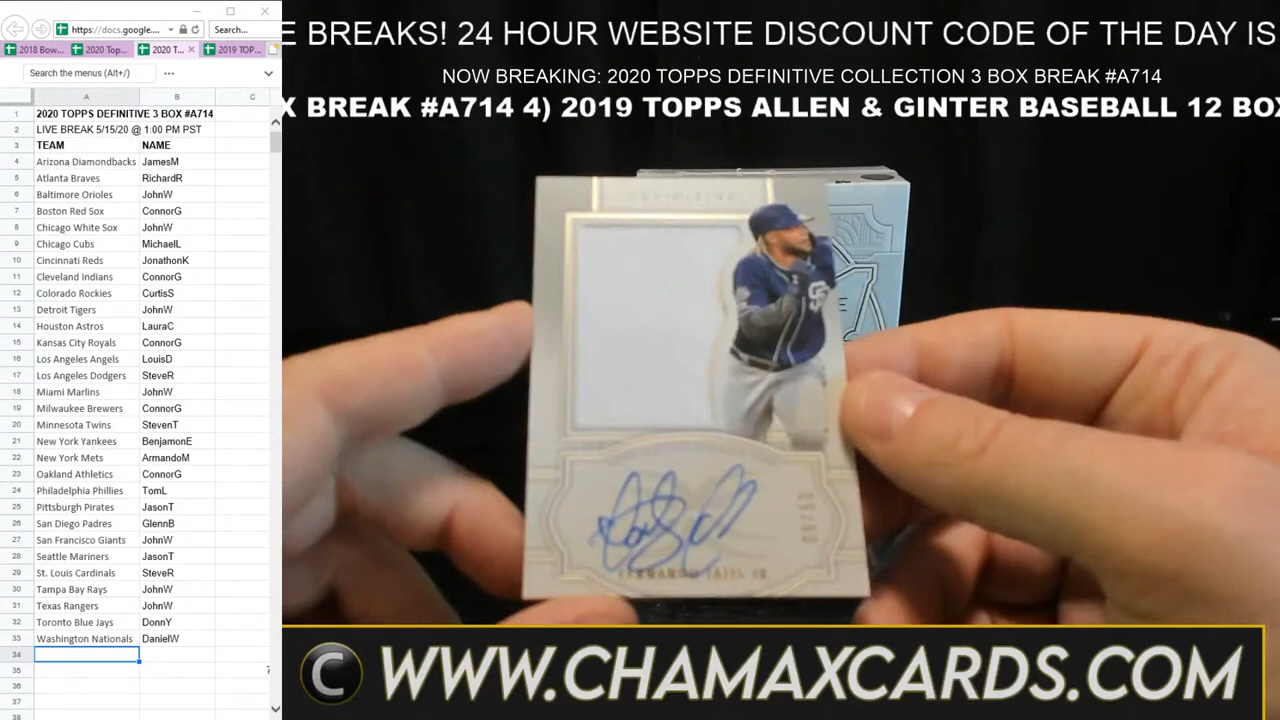 https://docs.google.... Search...
2018 Bow... 2020 Top... 2020 T... 2019 TOP...
Search the menus (Alt+/)
A B C
1 2020 TOPPS DEFINITIVE 3 BOX #A714
2 LIVE BREAK 5/15/20 @ 1:00 PM PST
3 TEAM NAME
4 Arizona Diamondbacks JamesM
5 Atlanta Braves RichardR
6 Baltimore Orioles JohnW
7 Boston Red Sox ConnorG
8 Chicago White Sox JohnW
9 Chicago Cubs MichaelL
10 Cincinnati Reds JonathonK
11 Cleveland Indians ConnorG
12 Colorado Rockies CurtisS
13 Detroit Tigers JohnW
14 Houston Astros LauraC
15 Kansas City Royals ConnorG
16 Los Angeles Angels LouisD
17 Los Angeles Dodgers SteveR
18 Miami Marlins JohnW
19 Milwaukee Brewers ConnorG
20 Minnesota Twins StevenT
21 New York Yankees BenjamonE
22 New York Mets ArmandoM
23 Oakland Athletics ConnorG
24 Philadelphia Phillies TomL
25 Pittsburgh Pirates JasonT
26 San Diego Padres GlennB
27 San Francisco Giants JohnW
28 Seattle Mariners JasonT
29 St. Louis Cardinals SteveR
30 Tampa Bay Rays JohnW
31 Texas Rangers JohnW
32 Toronto Blue Jays DonnY
33 Washington Nationals DanielW
34
35 7
36
37
38
E BREAKS! 24 HOUR WEBSITE DISCOUNT CODE OF THE DAY IS
NOW BREAKING: 2020 TOPPS DEFINITIVE COLLECTION 3 BOX BREAK #A714
X BREAK #A714 4) 2019 TOPPS ALLEN & GINTER BASEBALL 12 BOX
FERNANDO TATIS JR
C WWW.CHAMAXCARDS.COM